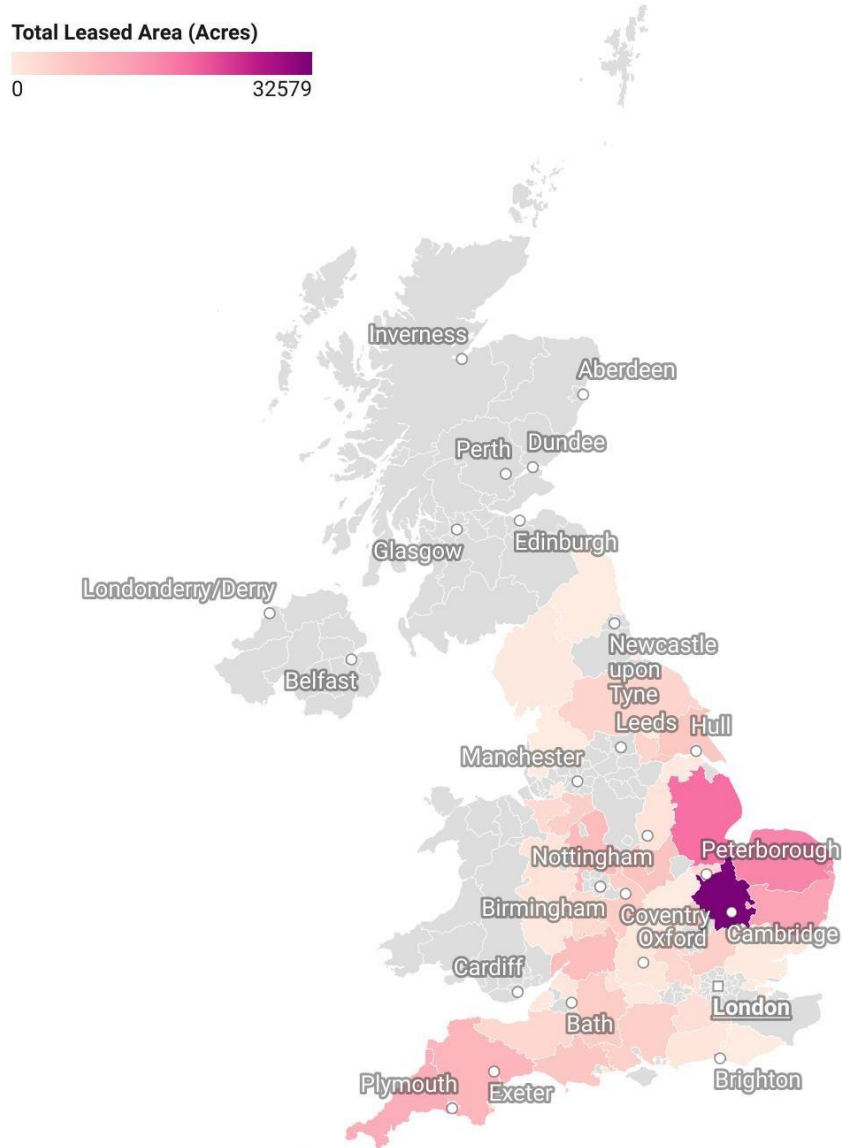 Total Leased Area (Acres)
0 32579
Inverness
Aberdeen
Perth
Dundee
Glasgow
Edinburgh
Londonderry/Derry
Belfast
Newcastle
upon
Tyne
Leeds
Hull
Manchester
Nottingham
Peterborough
Birmingham
Coventry
Oxford
Cambridge
Cardiff
London
Bath
Plymouth
Exeter
Brighton